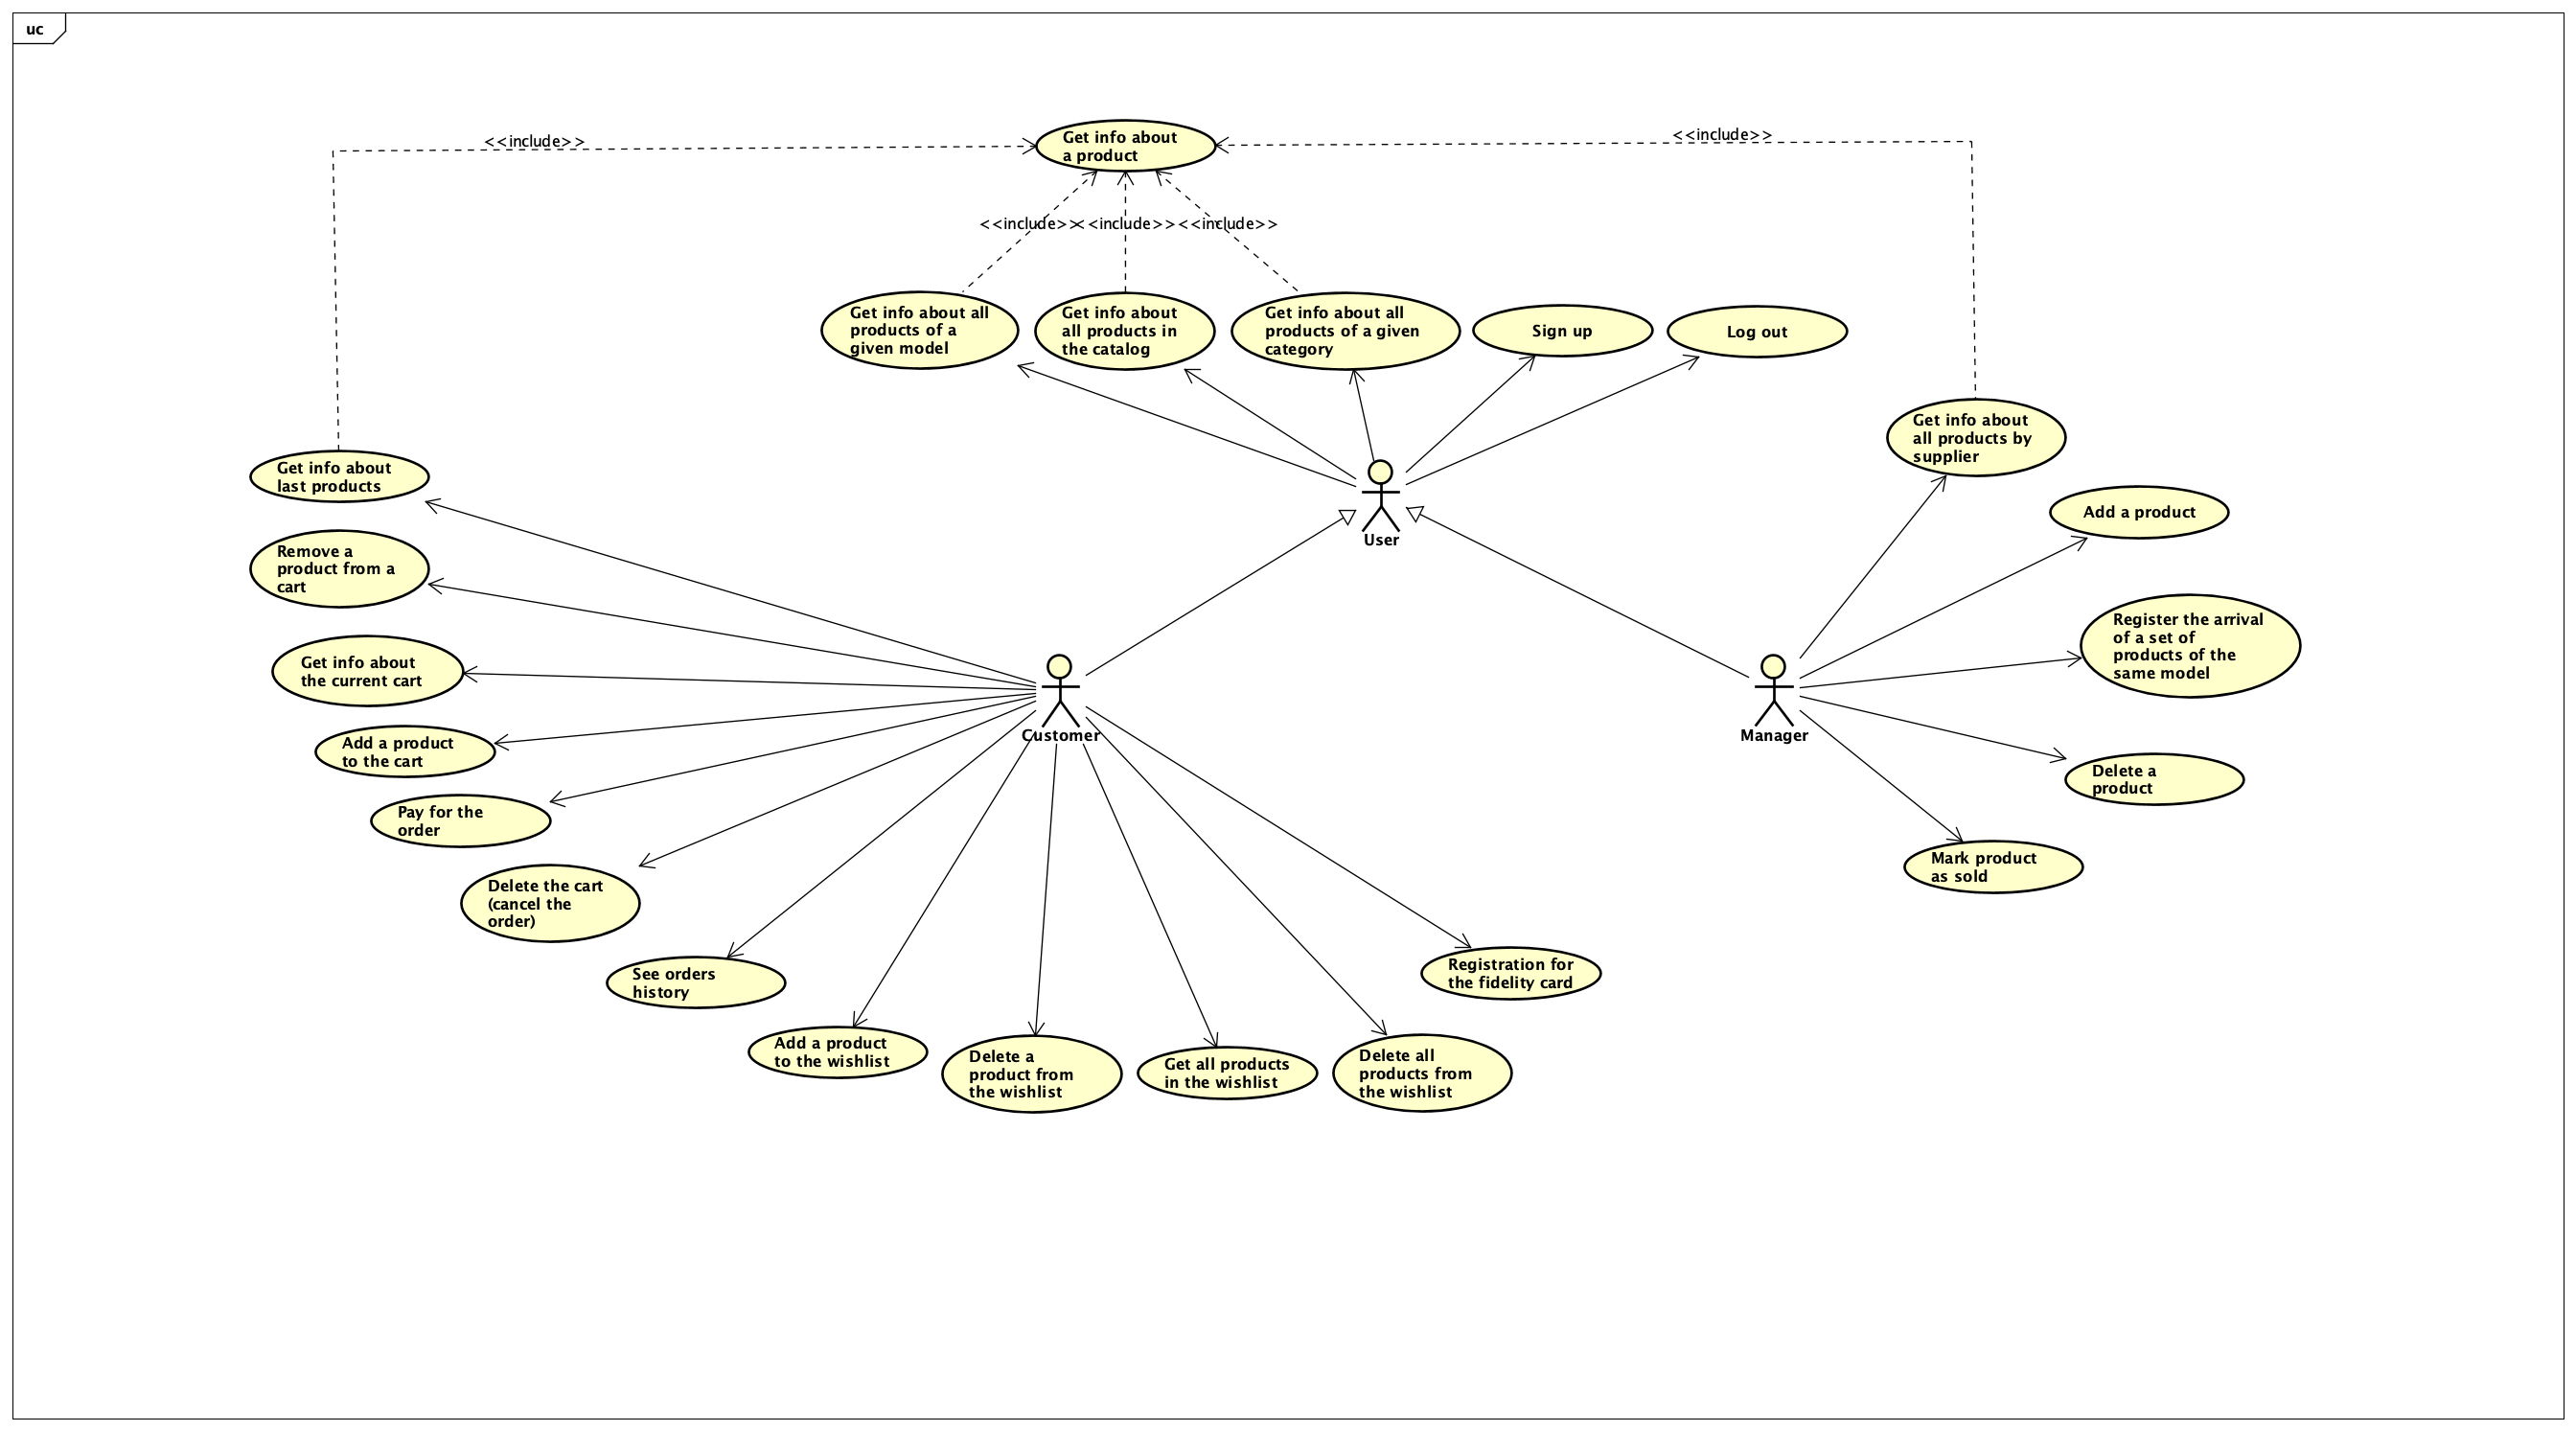 uc
<<include>>
<<include>>
Get info about
a product
<<include>>
<<include>>
<<include>>
Get info about all
products of a
given model
Get info about
all products in
the catalog
Get info about all
products of a given
category
Sign up
Log out
Get info about
last products
Get info about
all products by
supplier
Add a product
User
Remove a
product from a
cart
Get info about
the current cart
Register the arrival
of a set of
products of the
same model
Customer
Manager
Add a product
to the cart
Delete a
product
Pay for the
order
Mark product
as sold
Delete the cart
(cancel the
order)
See orders
history
Registration for
the fidelity card
Add a product
to the wishlist
Delete a
product from
the wishlist
Get all products
in the wishlist
Delete all
products from
the wishlist